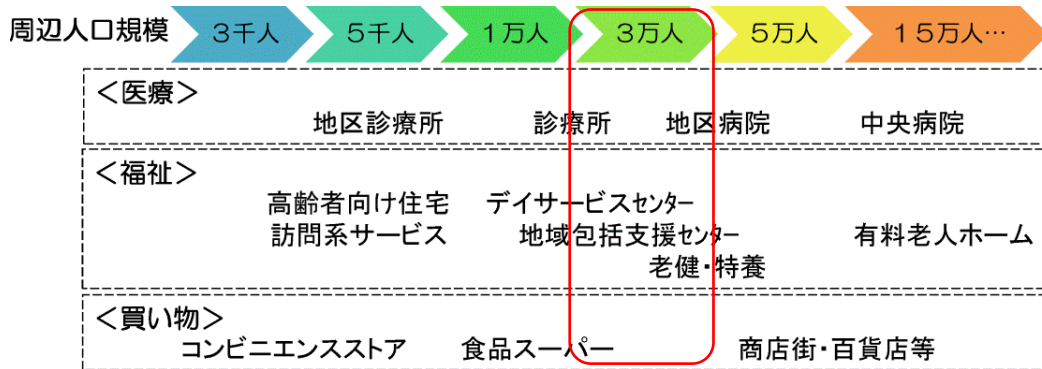 周辺人口規模 ３千人 ５千人 １万人 ３万人 ５万人 １５万人…
＜医療＞
地区診療所 診療所 地区病院 中央病院
＜福祉＞
高齢者向け住宅 デイサービスセンター
訪問系サービス 地域包括支援センター 有料老人ホーム
老健・特養
＜買い物＞
コンビニエンスストア 食品スーパー 商店街・百貨店等